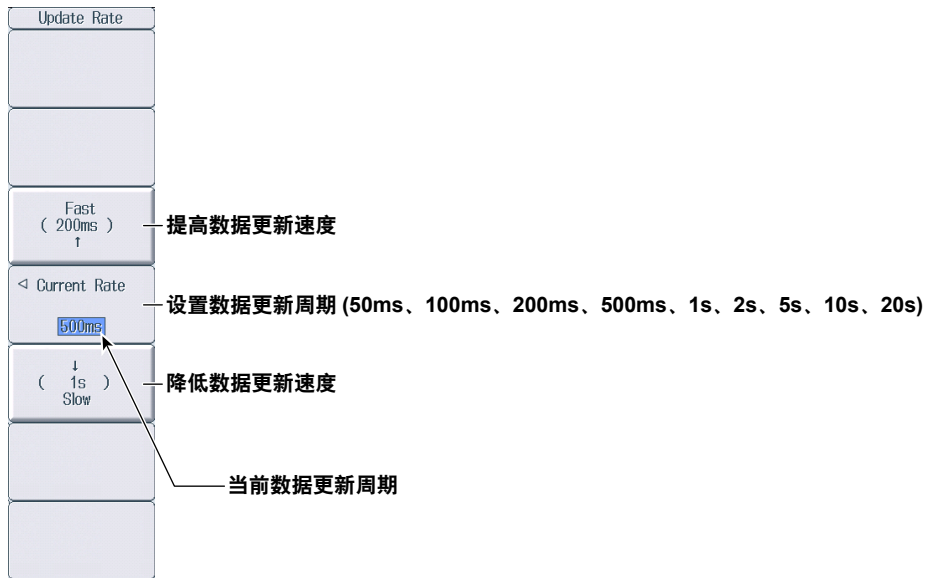 Update Rate
Fast
( 200ms )
↑
提高数据更新速度
◁ Current Rate
500ms
设置数据更新周期 (50ms、100ms、200ms、500ms、1s、2s、5s、10s、20s)
↓
( 1s )
Slow
降低数据更新速度
当前数据更新周期